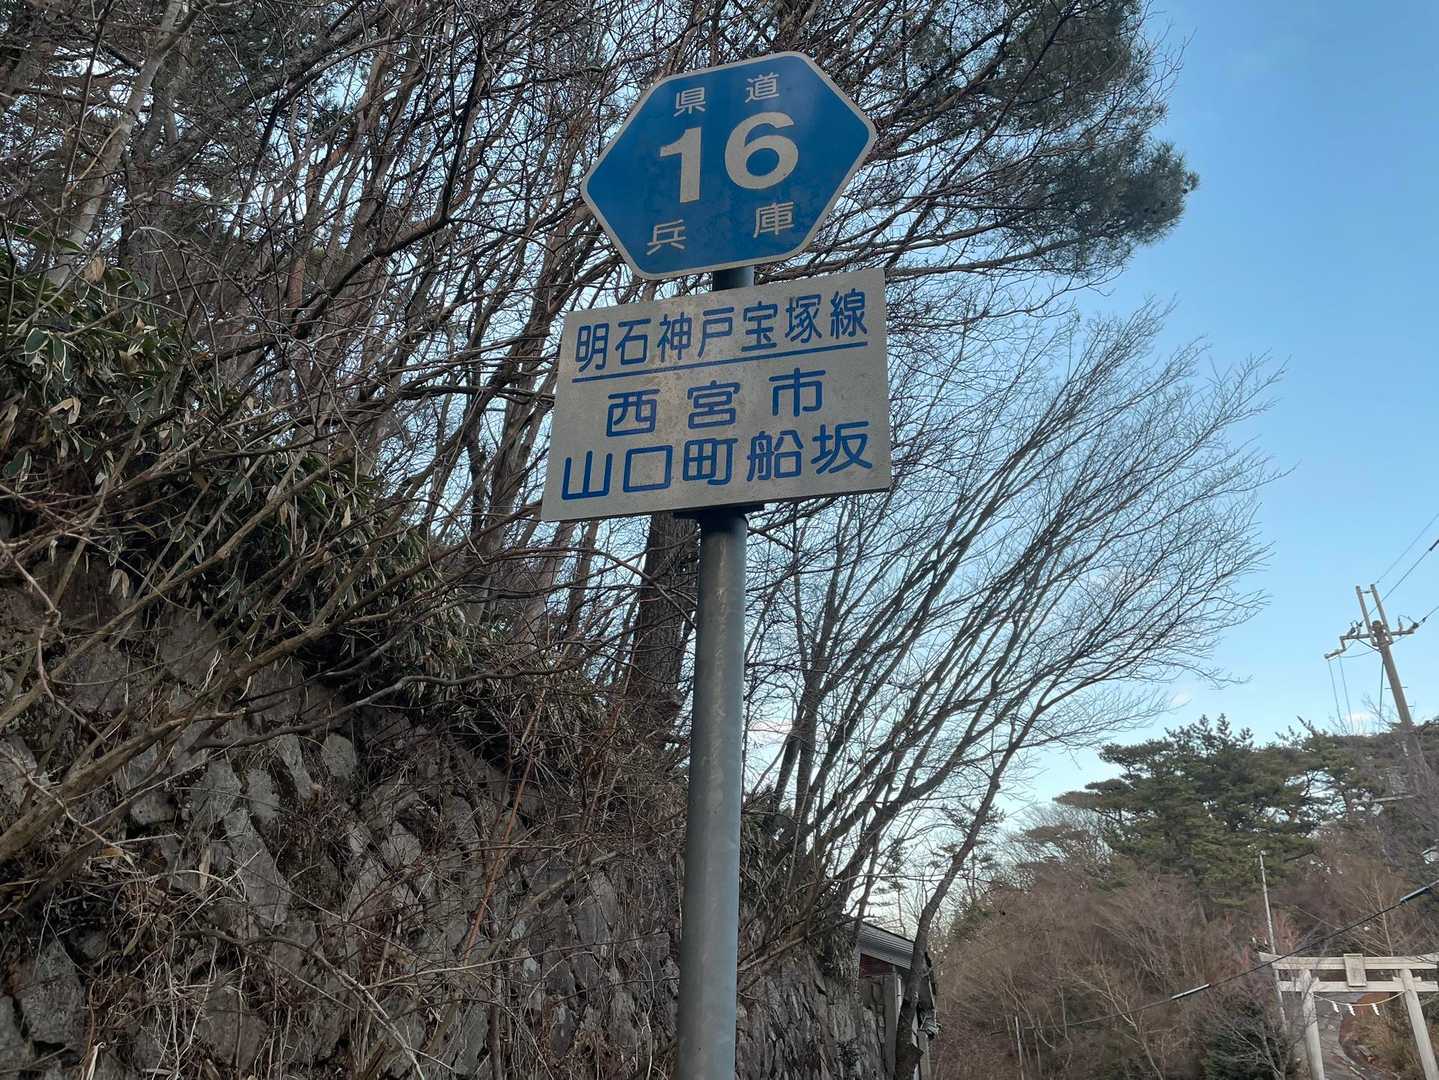 県道
16
兵庫
明石神戸宝塚線
西宮市
山口町船坂